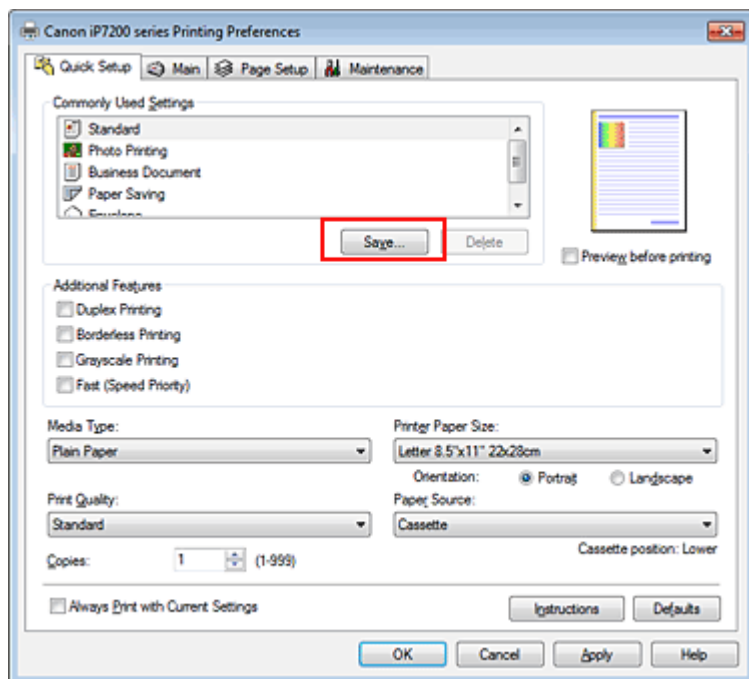 Canon iP7200 series Printing Preferences
Quick Setup Main Page Setup Maintenance
Commonly Used Settings
Standard
Photo Printing
Business Document
Paper Saving
Envelope
Save... Delete
Preview before printing
Additional Features
Duplex Printing
Borderless Printing
Grayscale Printing
Fast (Speed Priority)
Media Type: Printer Paper Size:
Plain Paper Letter 8.5"x11" 22x28cm
Orientation: Portrait Landscape
Print Quality: Paper Source:
Standard Cassette
Cassette position: Lower
Copies: 1 (1-999)
Always Print with Current Settings Instructions Defaults
OK Cancel Apply Help